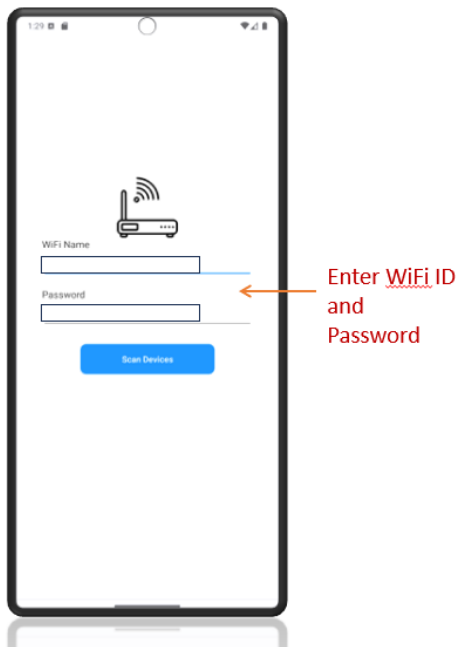 1:29
WiFi Name
Password
Scan Devices
Enter WiFi ID
and
Password